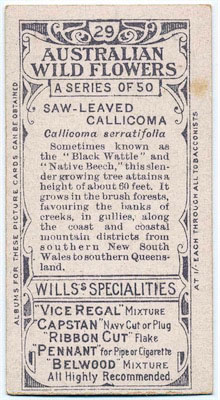 29
AUSTRALIAN
WILD FLOWERS
A SERIES OF 50
SAW-LEAVED
CALLICOMA
Callicoma serratifolia
Sometimes known as
the "Black Wattle" and
"Native Beech," this slen-
der growing tree attains a
height of about 60 feet. It
grows in the brush forests,
favouring the banks of
creeks, in gullies, along
the coast and coastal
mountain districts from
southern New South
Wales to southern Queens-
land.
WILLS'S SPECIALITIES
"VICE REGAL" MIXTURE
"CAPSTAN" NAVY CUT or PLUG
"RIBBON CUT" Flake
"PENNANT" for Pipe or Cigarette
"BELWOOD" MIXTURE
All Highly Recommended.
ALBUMS FOR THESE PICTURE CARDS CAN BE OBTAINED
AT 1/- EACH THROUGH ALL TOBACCONISTS